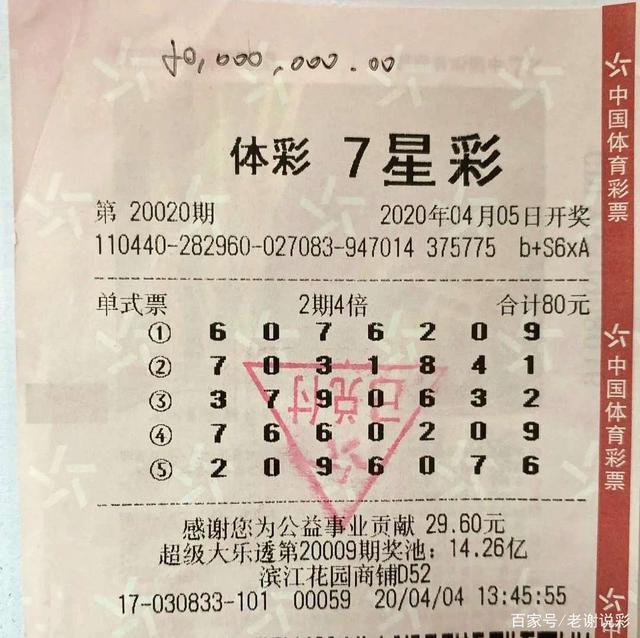 10,000,000.00
体彩 7星彩
第 20020期 2020年04月05日开奖
110440-282960-027083-947014 375775 b+S6xA
单式票 2期4倍 合计80元
① 6 0 7 6 2 0 9
② 7 0 3 1 8 4 1
③ 3 7 9 0 6 3 2
④ 7 6 6 0 2 0 9
⑤ 2 0 9 6 0 7 6
已兑付
感谢您为公益事业贡献 29.60元
超级大乐透第20009期奖池：14.26亿
滨江花园商铺D52
17-030833-101 00059 20/04/04 13:45:55
中国体育彩票
中国体育彩票
百家号/老谢说彩